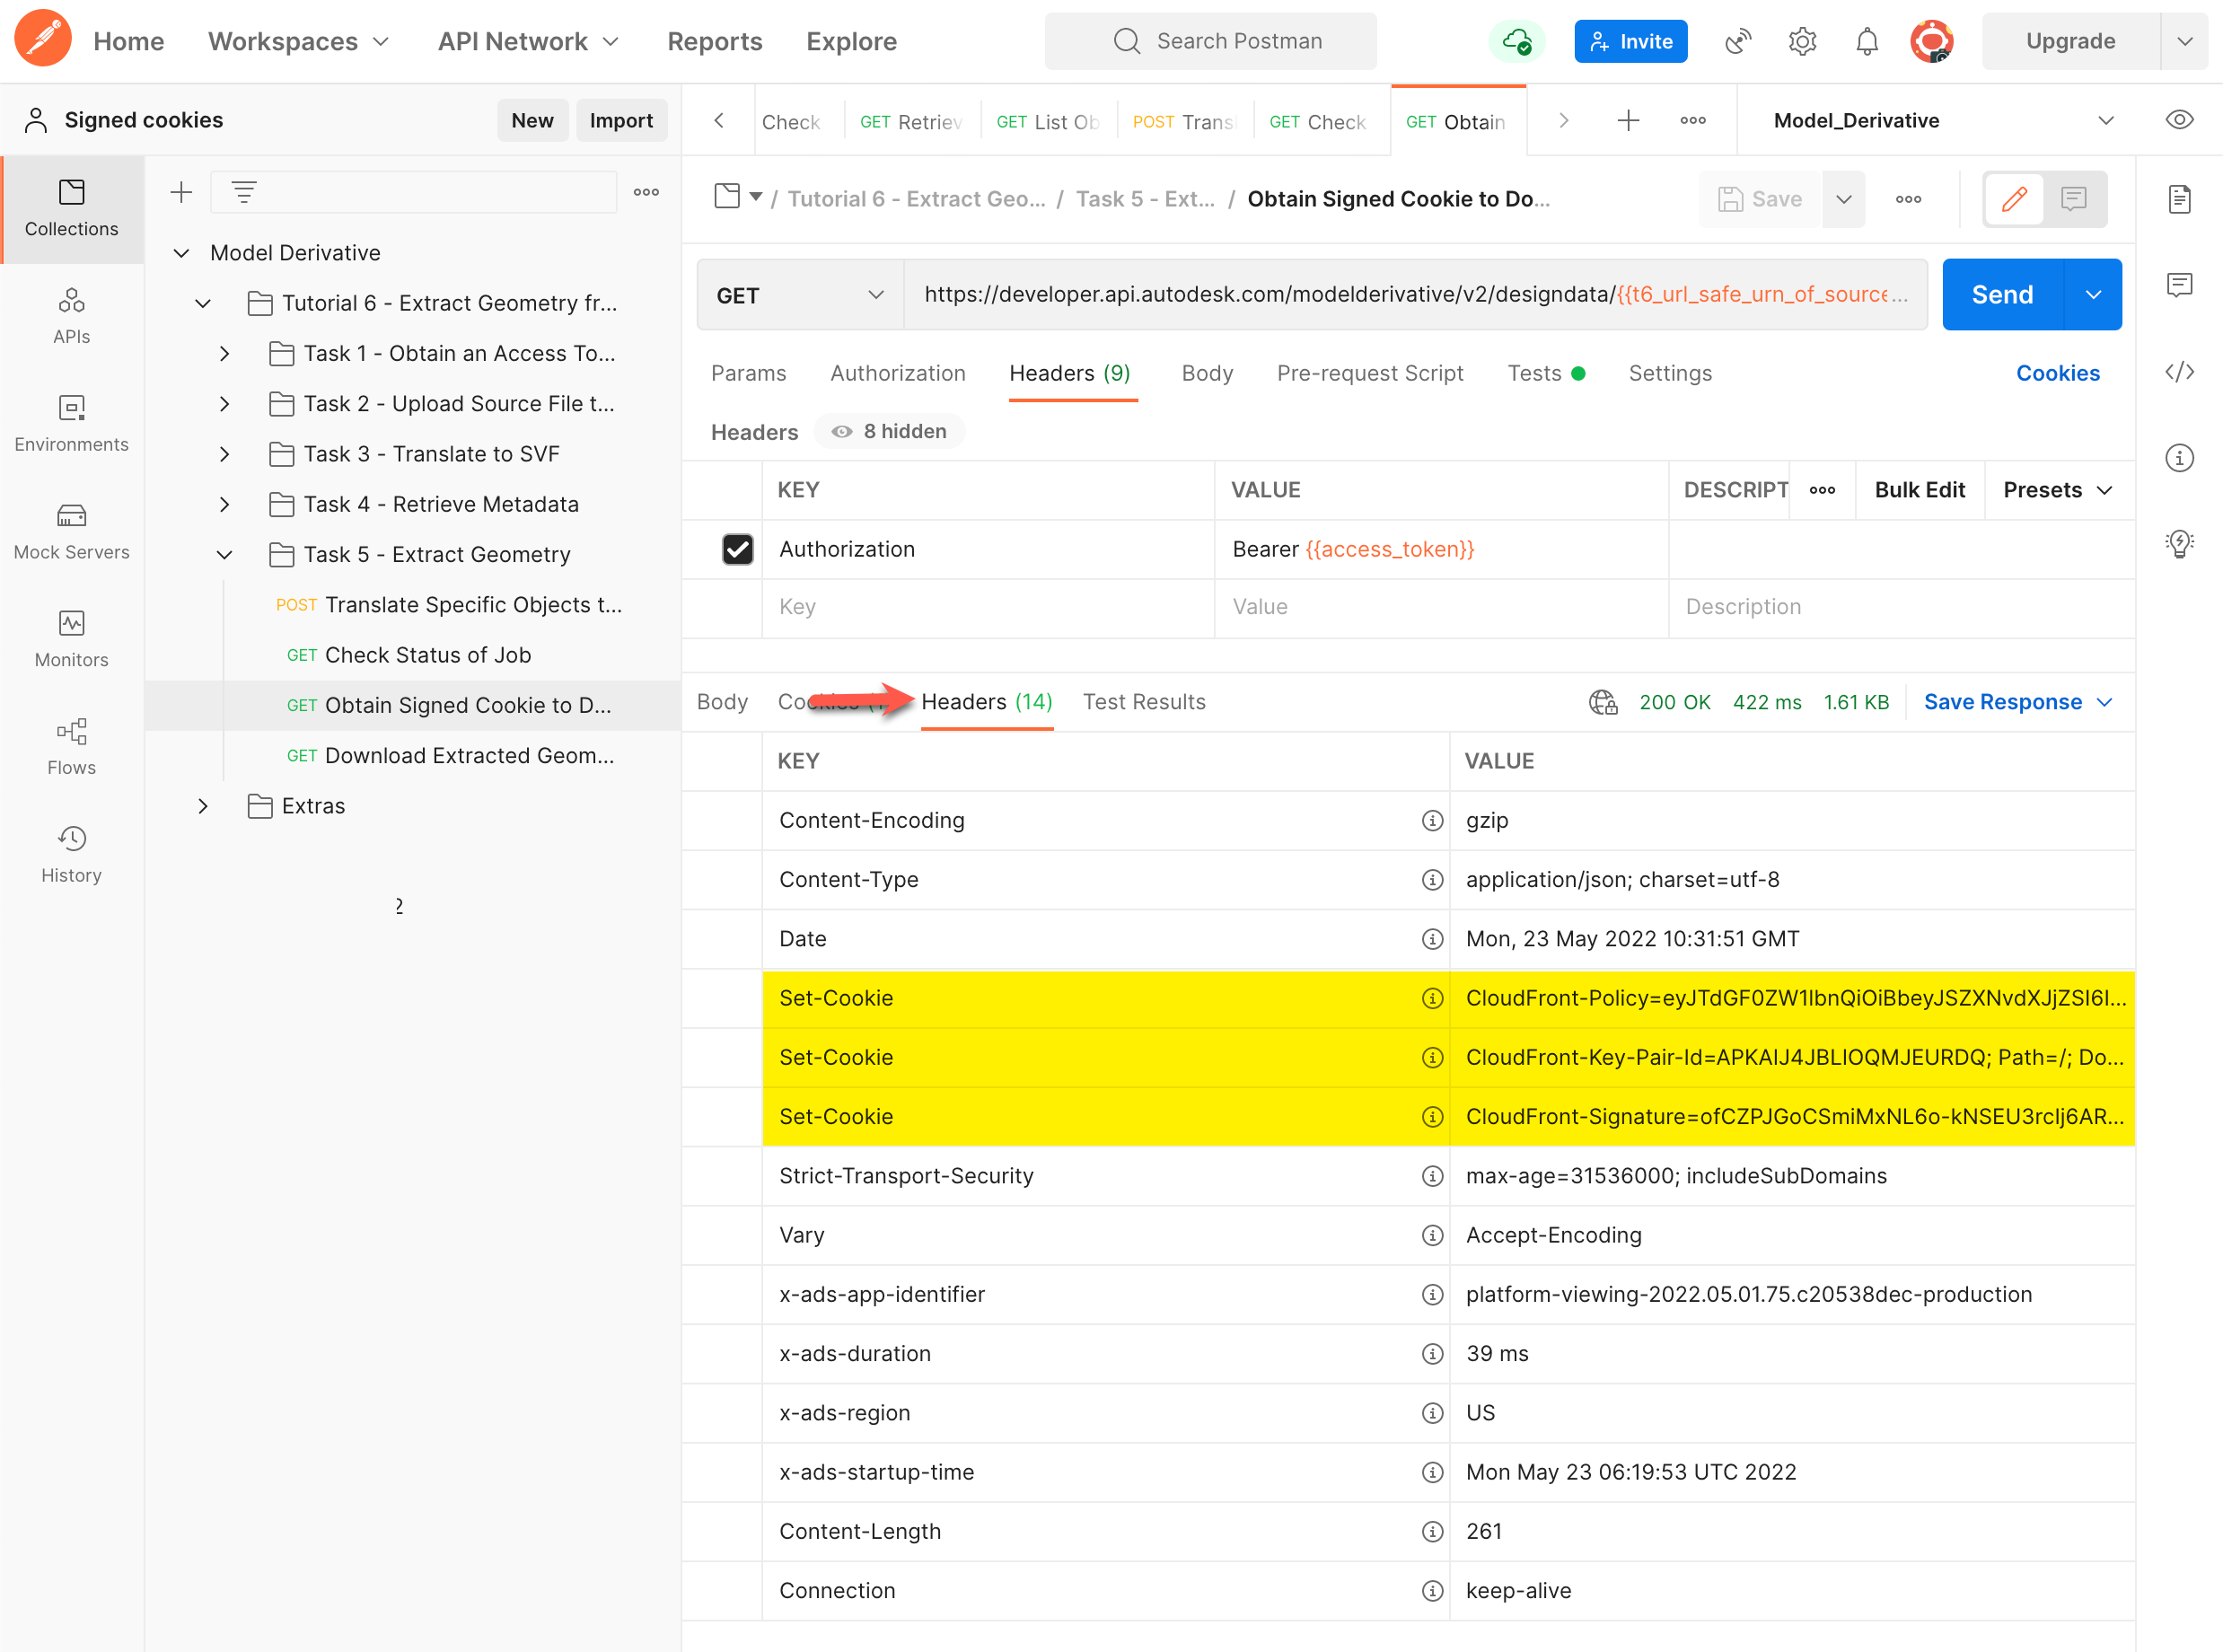 Home Workspaces API Network Reports Explore Search Postman Invite Upgrade
Signed cookies New Import
Check GET Retriev GET List Ob POST Trans GET Check GET Obtain Model_Derivative
Collections
APIs
Environments
Mock Servers
Monitors
Flows
History
Model Derivative
Tutorial 6 - Extract Geometry fr...
Task 1 - Obtain an Access To...
Task 2 - Upload Source File t...
Task 3 - Translate to SVF
Task 4 - Retrieve Metadata
Task 5 - Extract Geometry
POST Translate Specific Objects t...
GET Check Status of Job
GET Obtain Signed Cookie to D...
GET Download Extracted Geom...
Extras
2
/ Tutorial 6 - Extract Geo... / Task 5 - Ext... / Obtain Signed Cookie to Do... Save
GET https://developer.api.autodesk.com/modelderivative/v2/designdata/{{t6_url_safe_urn_of_source... Send
Params Authorization Headers (9) Body Pre-request Script Tests Settings Cookies
Headers 8 hidden
KEY VALUE DESCRIPT Bulk Edit Presets
Authorization Bearer {{access_token}}
Key Value Description
Body Headers (14) Test Results 200 OK 422 ms 1.61 KB Save Response
KEY VALUE
Content-Encoding gzip
Content-Type application/json; charset=utf-8
Date Mon, 23 May 2022 10:31:51 GMT
Set-Cookie CloudFront-Policy=eyJTdGF0ZW1lbnQiOiBbeyJSZXNvdXJjZSI6I...
Set-Cookie CloudFront-Key-Pair-Id=APKAIJ4JBLIOQMJEURDQ; Path=/; Do...
Set-Cookie CloudFront-Signature=ofCZPJGoCSmiMxNL6o-kNSEU3rcIj6AR...
Strict-Transport-Security max-age=31536000; includeSubDomains
Vary Accept-Encoding
x-ads-app-identifier platform-viewing-2022.05.01.75.c20538dec-production
x-ads-duration 39 ms
x-ads-region US
x-ads-startup-time Mon May 23 06:19:53 UTC 2022
Content-Length 261
Connection keep-alive